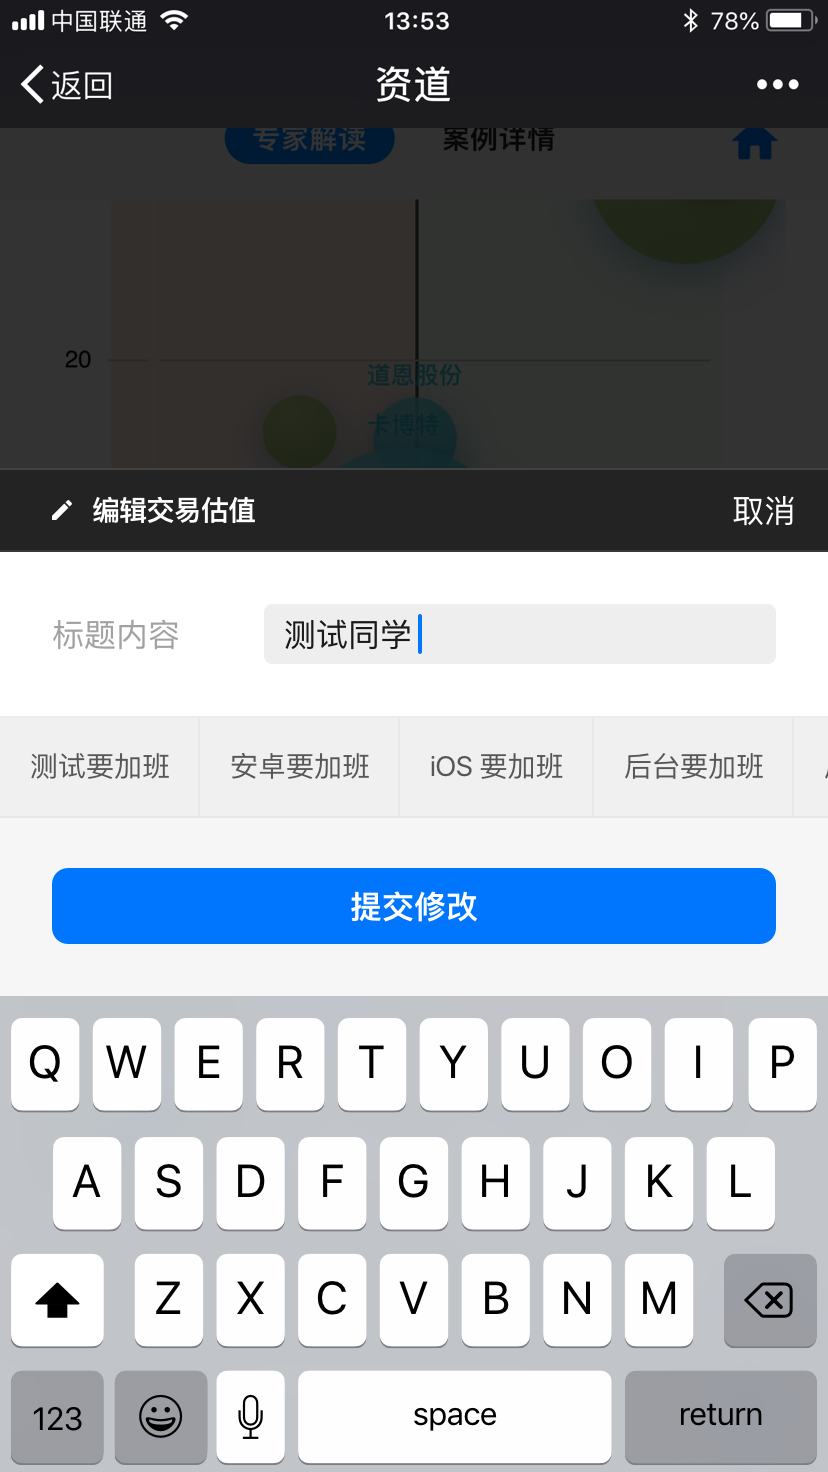 中国联通 13:53 78%
返回 资道
专家解读 案例详情
20
道恩股份
卡博特
编辑交易估值 取消
标题内容 测试同学
测试要加班 安卓要加班 iOS 要加班 后台要加班
提交修改
Q W E R T Y U O I P
A S D F G H J K L
Z X C V B N M
123 space return